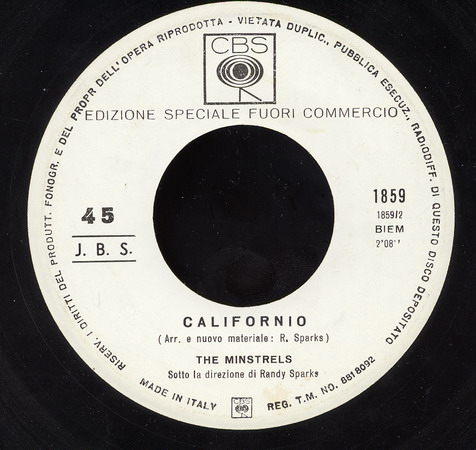 RISERV. I DIRITTI DEL PRODUTT. FONOGR. E DEL PROPR DELL'OPERA RIPRODOTTA - VIETATA DUPLIC., PUBBLICA ESECUZ., RADIODIFF. DI QUESTO DISCO DEPOSITATO
CBS
EDIZIONE SPECIALE FUORI COMMERCIO
45
J. B. S.
1859
1859/2
BIEM
2'08''
CALIFORNIO
(Arr. e nuovo materiale: R. Sparks)
THE MINSTRELS
Sotto la direzione di Randy Sparks
MADE IN ITALY REG. T.M. NO. 8818092